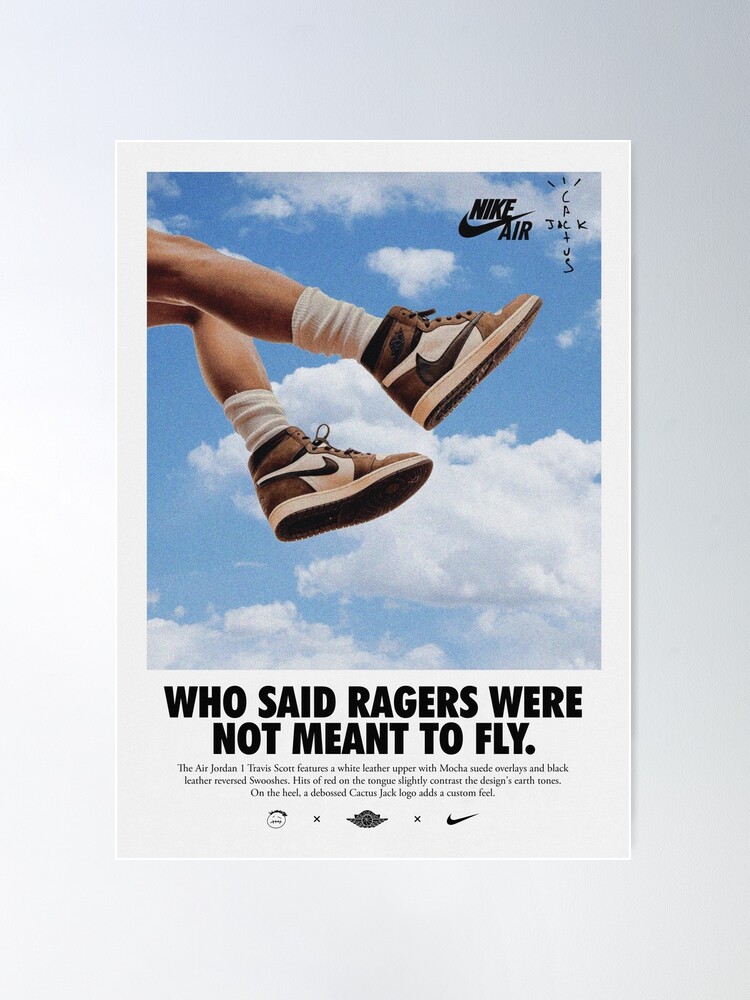 NIKE
AIR
CACTUS
JACK
WHO SAID RAGERS WERE
NOT MEANT TO FLY.
The Air Jordan 1 Travis Scott features a white leather upper with Mocha suede overlays and black
leather reversed Swooshes. Hits of red on the tongue slightly contrast the design's earth tones.
On the heel, a debossed Cactus Jack logo adds a custom feel.
× ×